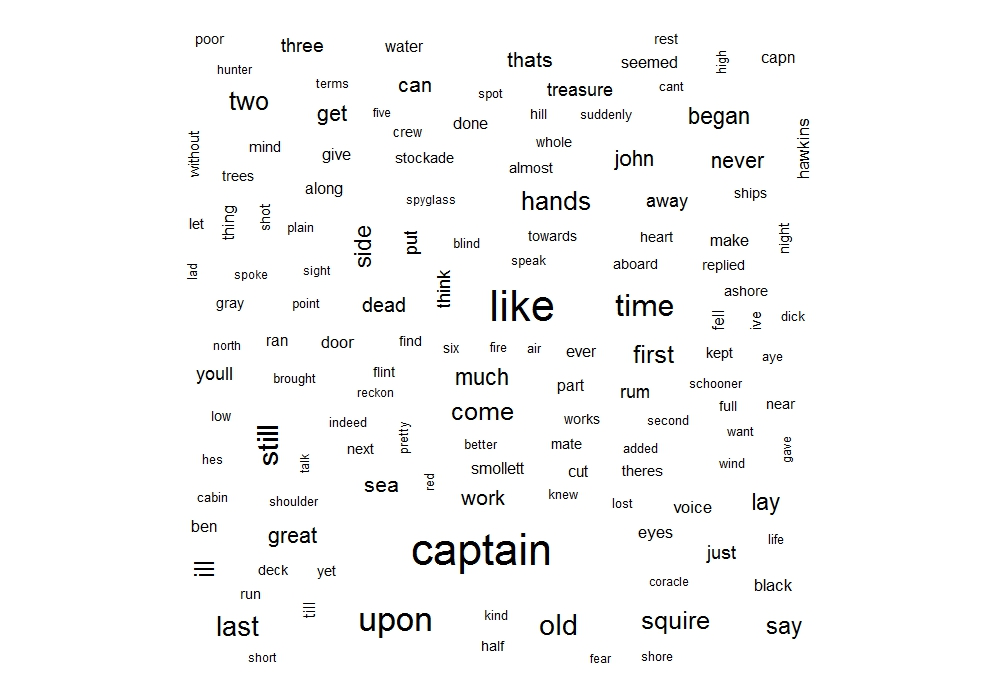 poor three water thats rest seemed high capn
hunter terms can spot treasure cant
two get five crew done hill suddenly began
without mind give stockade whole almost john never hawkins
trees along spyglass hands away ships
let thing shot plain side put blind towards heart make night
lad spoke sight think speak aboard replied
gray point dead like time ashore fell ive dick
north ran door find six fire air ever first kept aye
youll brought flint reckon much part rum schooner
low still indeed pretty come works second full near
hes talk next better mate added want gave
sea red smollett cut theres wind
cabin shoulder work knew lost voice lay
ben great captain eyes just life
ill deck yet coracle black
run till upon kind old squire say
last half
short fear shore